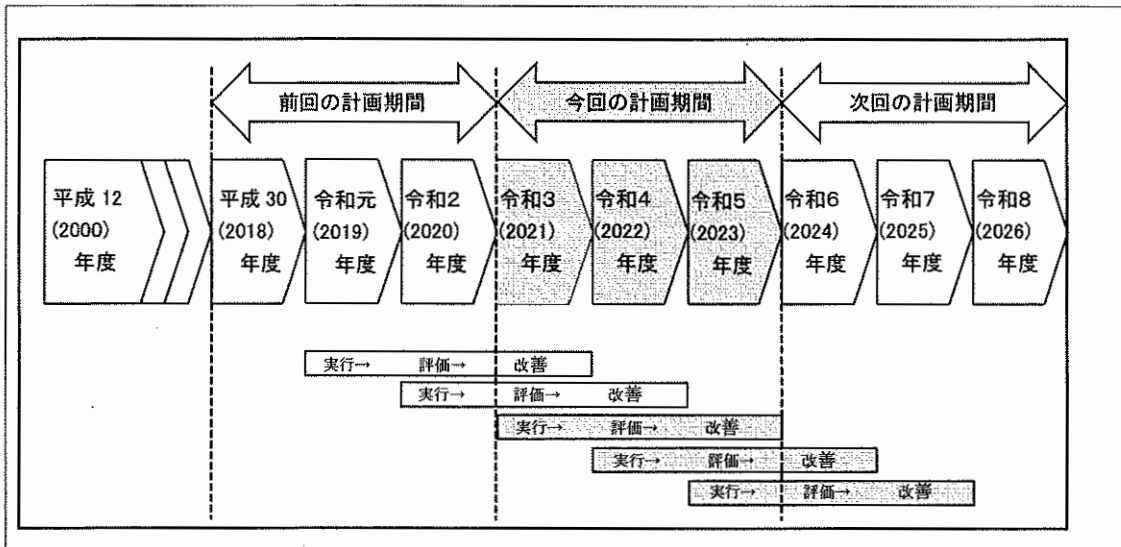 前回の計画期間
今回の計画期間
次回の計画期間
平成 12
(2000)
年度
平成 30
(2018)
年度
令和元
(2019)
年度
令和2
(2020)
年度
令和3
(2021)
年度
令和4
(2022)
年度
令和5
(2023)
年度
令和6
(2024)
年度
令和7
(2025)
年度
令和8
(2026)
年度
実行→ 評価→ 改善
実行→ 評価→ 改善
実行→ 評価→ 改善
実行→ 評価→ 改善
実行→ 評価→ 改善